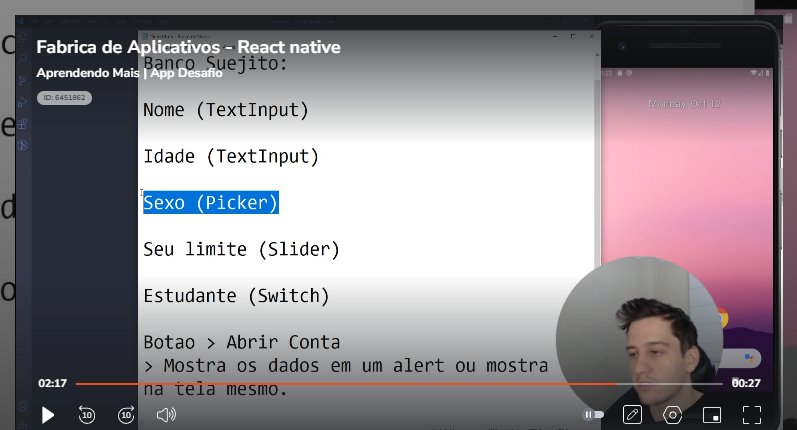 Fabrica de Aplicativos - React native
Banco Suejito:
Aprendendo Mais | App Desafio
ID: 6451862
Monday, Oct 12
Nome (TextInput)
Idade (TextInput)
Sexo (Picker)
Seu limite (Slider)
Estudante (Switch)
Botao > Abrir Conta
> Mostra os dados em um alert ou mostra
na tela mesmo.
02:17
00:27
10
10